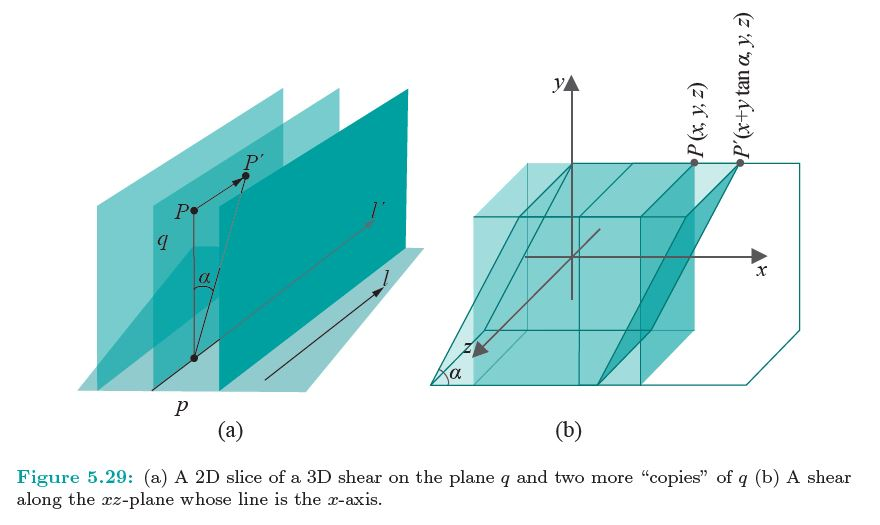 P
P′
q
α
l′
l
p
(a)
y
P (x, y, z)
P′(x+y tan α, y, z)
x
z
α
(b)
Figure 5.29: (a) A 2D slice of a 3D shear on the plane q and two more “copies” of q (b) A shear
along the xz-plane whose line is the x-axis.